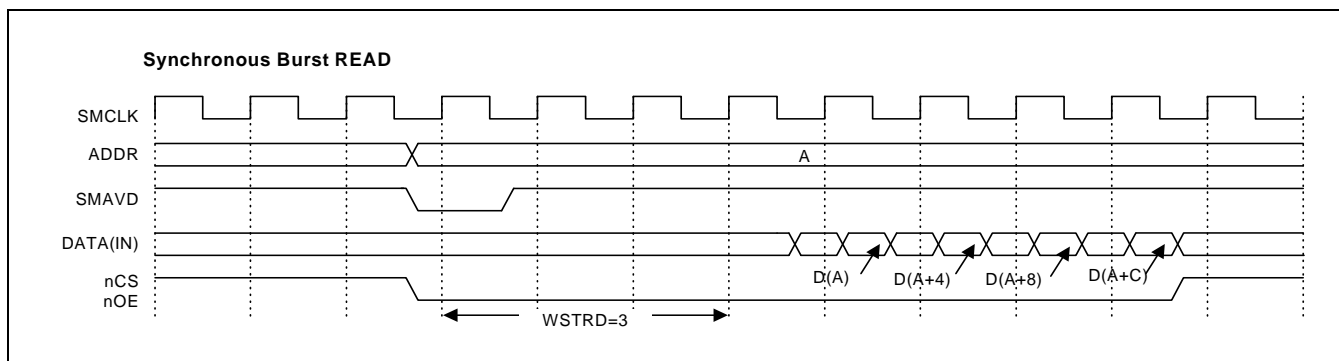 Synchronous Burst READ
SMCLK
ADDR
A
SMAVD
DATA(IN)
D(A) D(A+4) D(A+8) D(A+C)
nCS
nOE
WSTRD=3